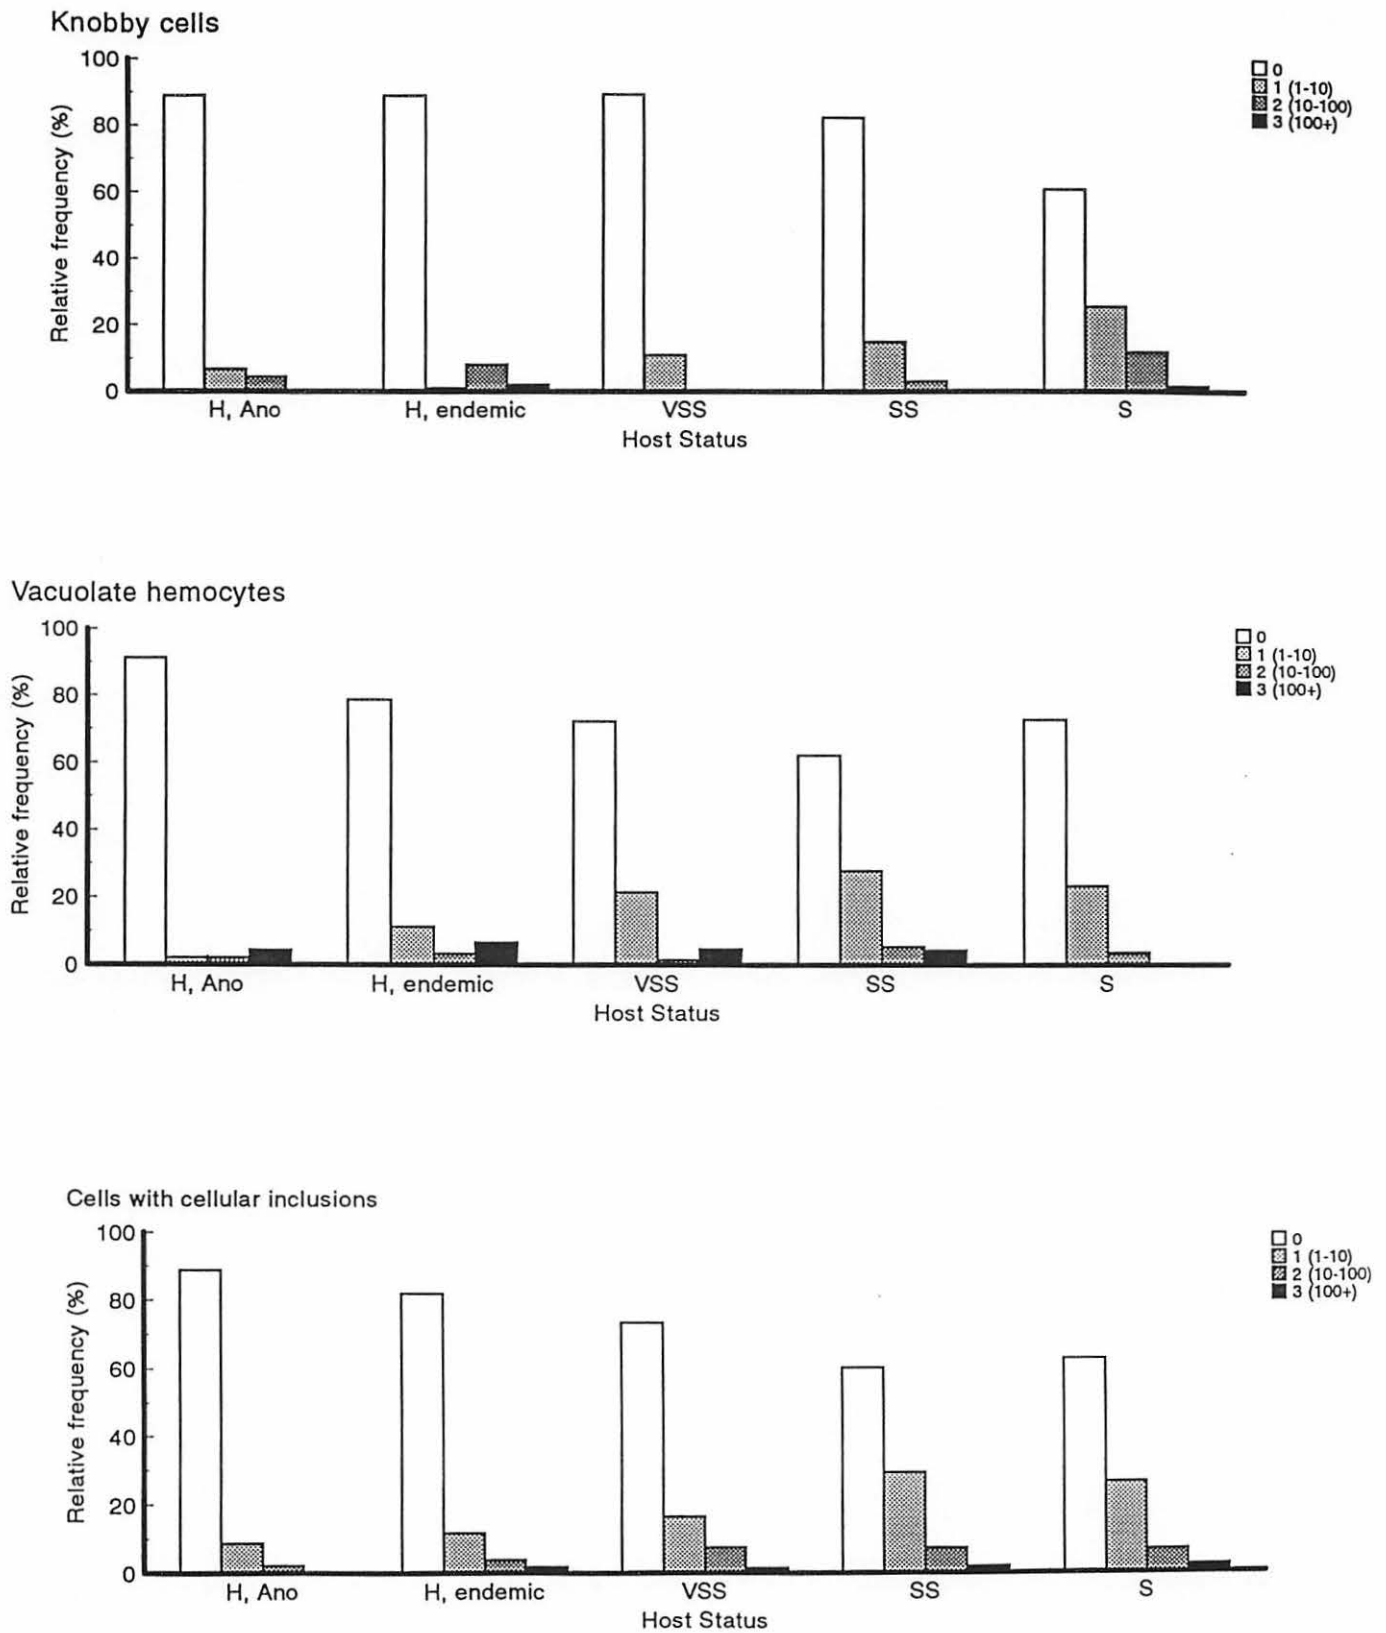 Knobby cells
100
80
60
40
20
0
Relative frequency (%)
0
1 (1-10)
2 (10-100)
3 (100+)
H, Ano H, endemic VSS SS S
Host Status
Vacuolate hemocytes
100
80
60
40
20
0
Relative frequency (%)
0
1 (1-10)
2 (10-100)
3 (100+)
H, Ano H, endemic VSS SS S
Host Status
Cells with cellular inclusions
100
80
60
40
20
0
Relative frequency (%)
0
1 (1-10)
2 (10-100)
3 (100+)
H, Ano H, endemic VSS SS S
Host Status